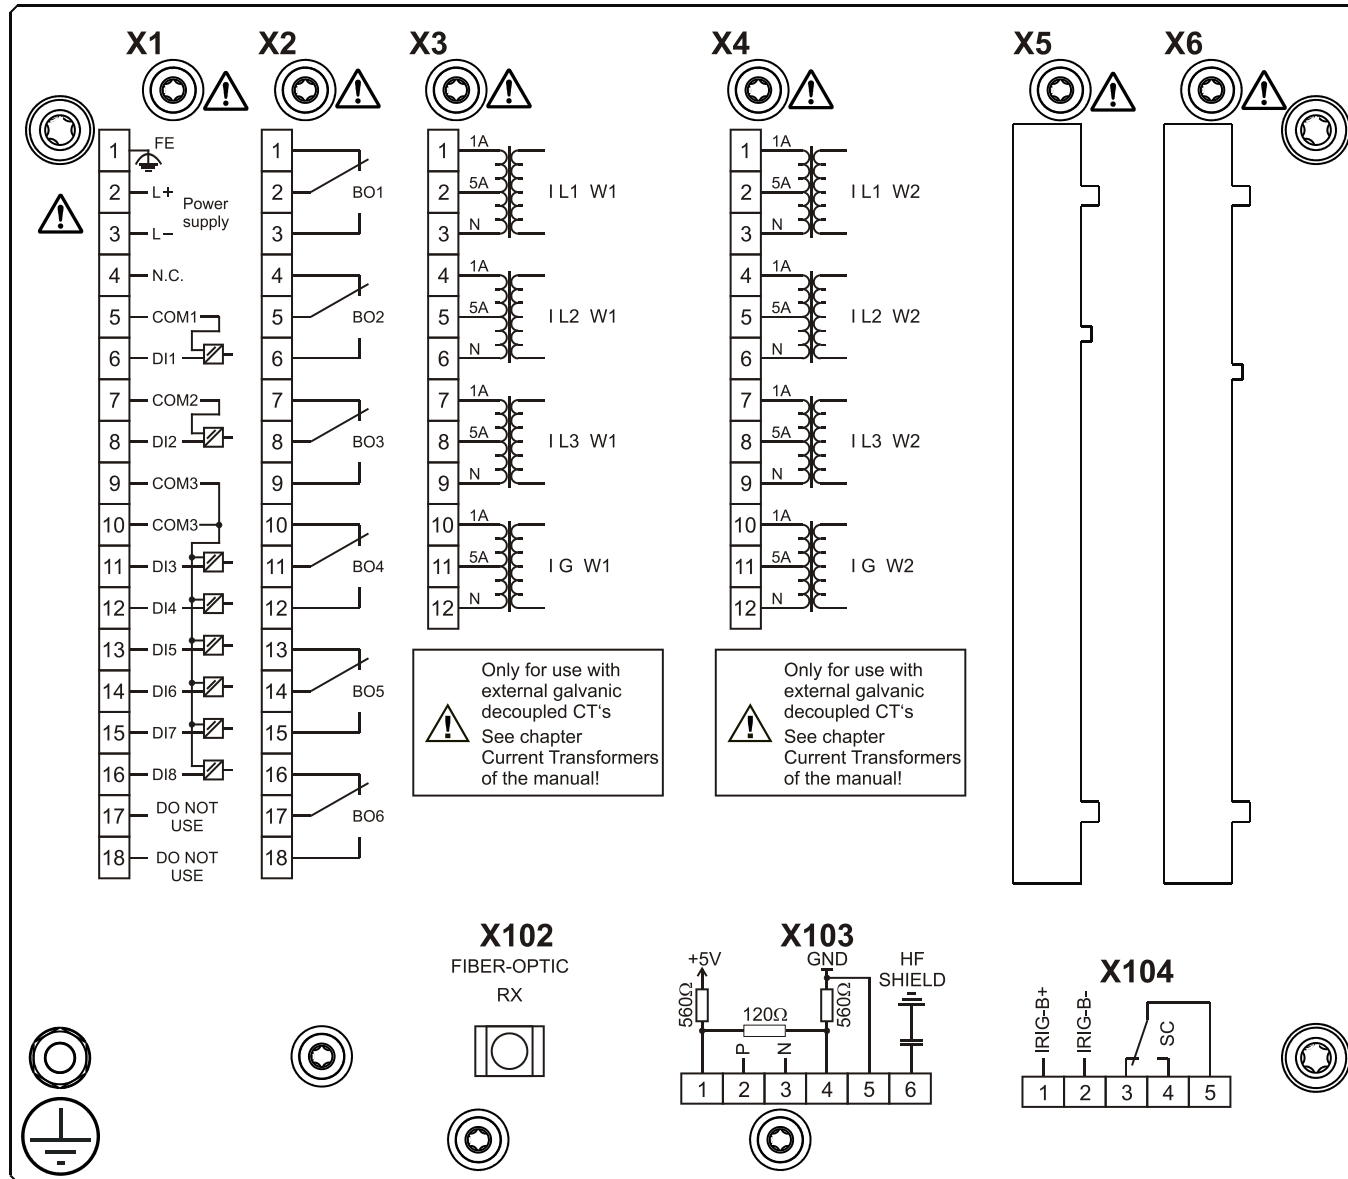 X1
X2
X3
X4
X5
X6
1 FE
2 L+
Power
supply
3 L–
4 N.C.
5 COM1
6 DI1
7 COM2
8 DI2
9 COM3
10 COM3
11 DI3
12 DI4
13 DI5
14 DI6
15 DI7
16 DI8
17 DO NOT
USE
18 DO NOT
USE
1
2 BO1
3
4
5 BO2
6
7
8 BO3
9
10
11 BO4
12
13
14 BO5
15
16
17 BO6
18
1 1A
2 5A I L1 W1
3 N
4 1A
5 5A I L2 W1
6 N
7 1A
8 5A I L3 W1
9 N
10 1A
11 5A I G W1
12 N
Only for use with
external galvanic
decoupled CT‘s
See chapter
Current Transformers
of the manual!
1 1A
2 5A I L1 W2
3 N
4 1A
5 5A I L2 W2
6 N
7 1A
8 5A I L3 W2
9 N
10 1A
11 5A I G W2
12 N
Only for use with
external galvanic
decoupled CT‘s
See chapter
Current Transformers
of the manual!
X102
FIBER-OPTIC
RX
X103
+5V
GND
HF
SHIELD
560Ω
120Ω
560Ω
P
N
1 2 3 4 5 6
X104
IRIG-B+
IRIG-B-
SC
1 2 3 4 5